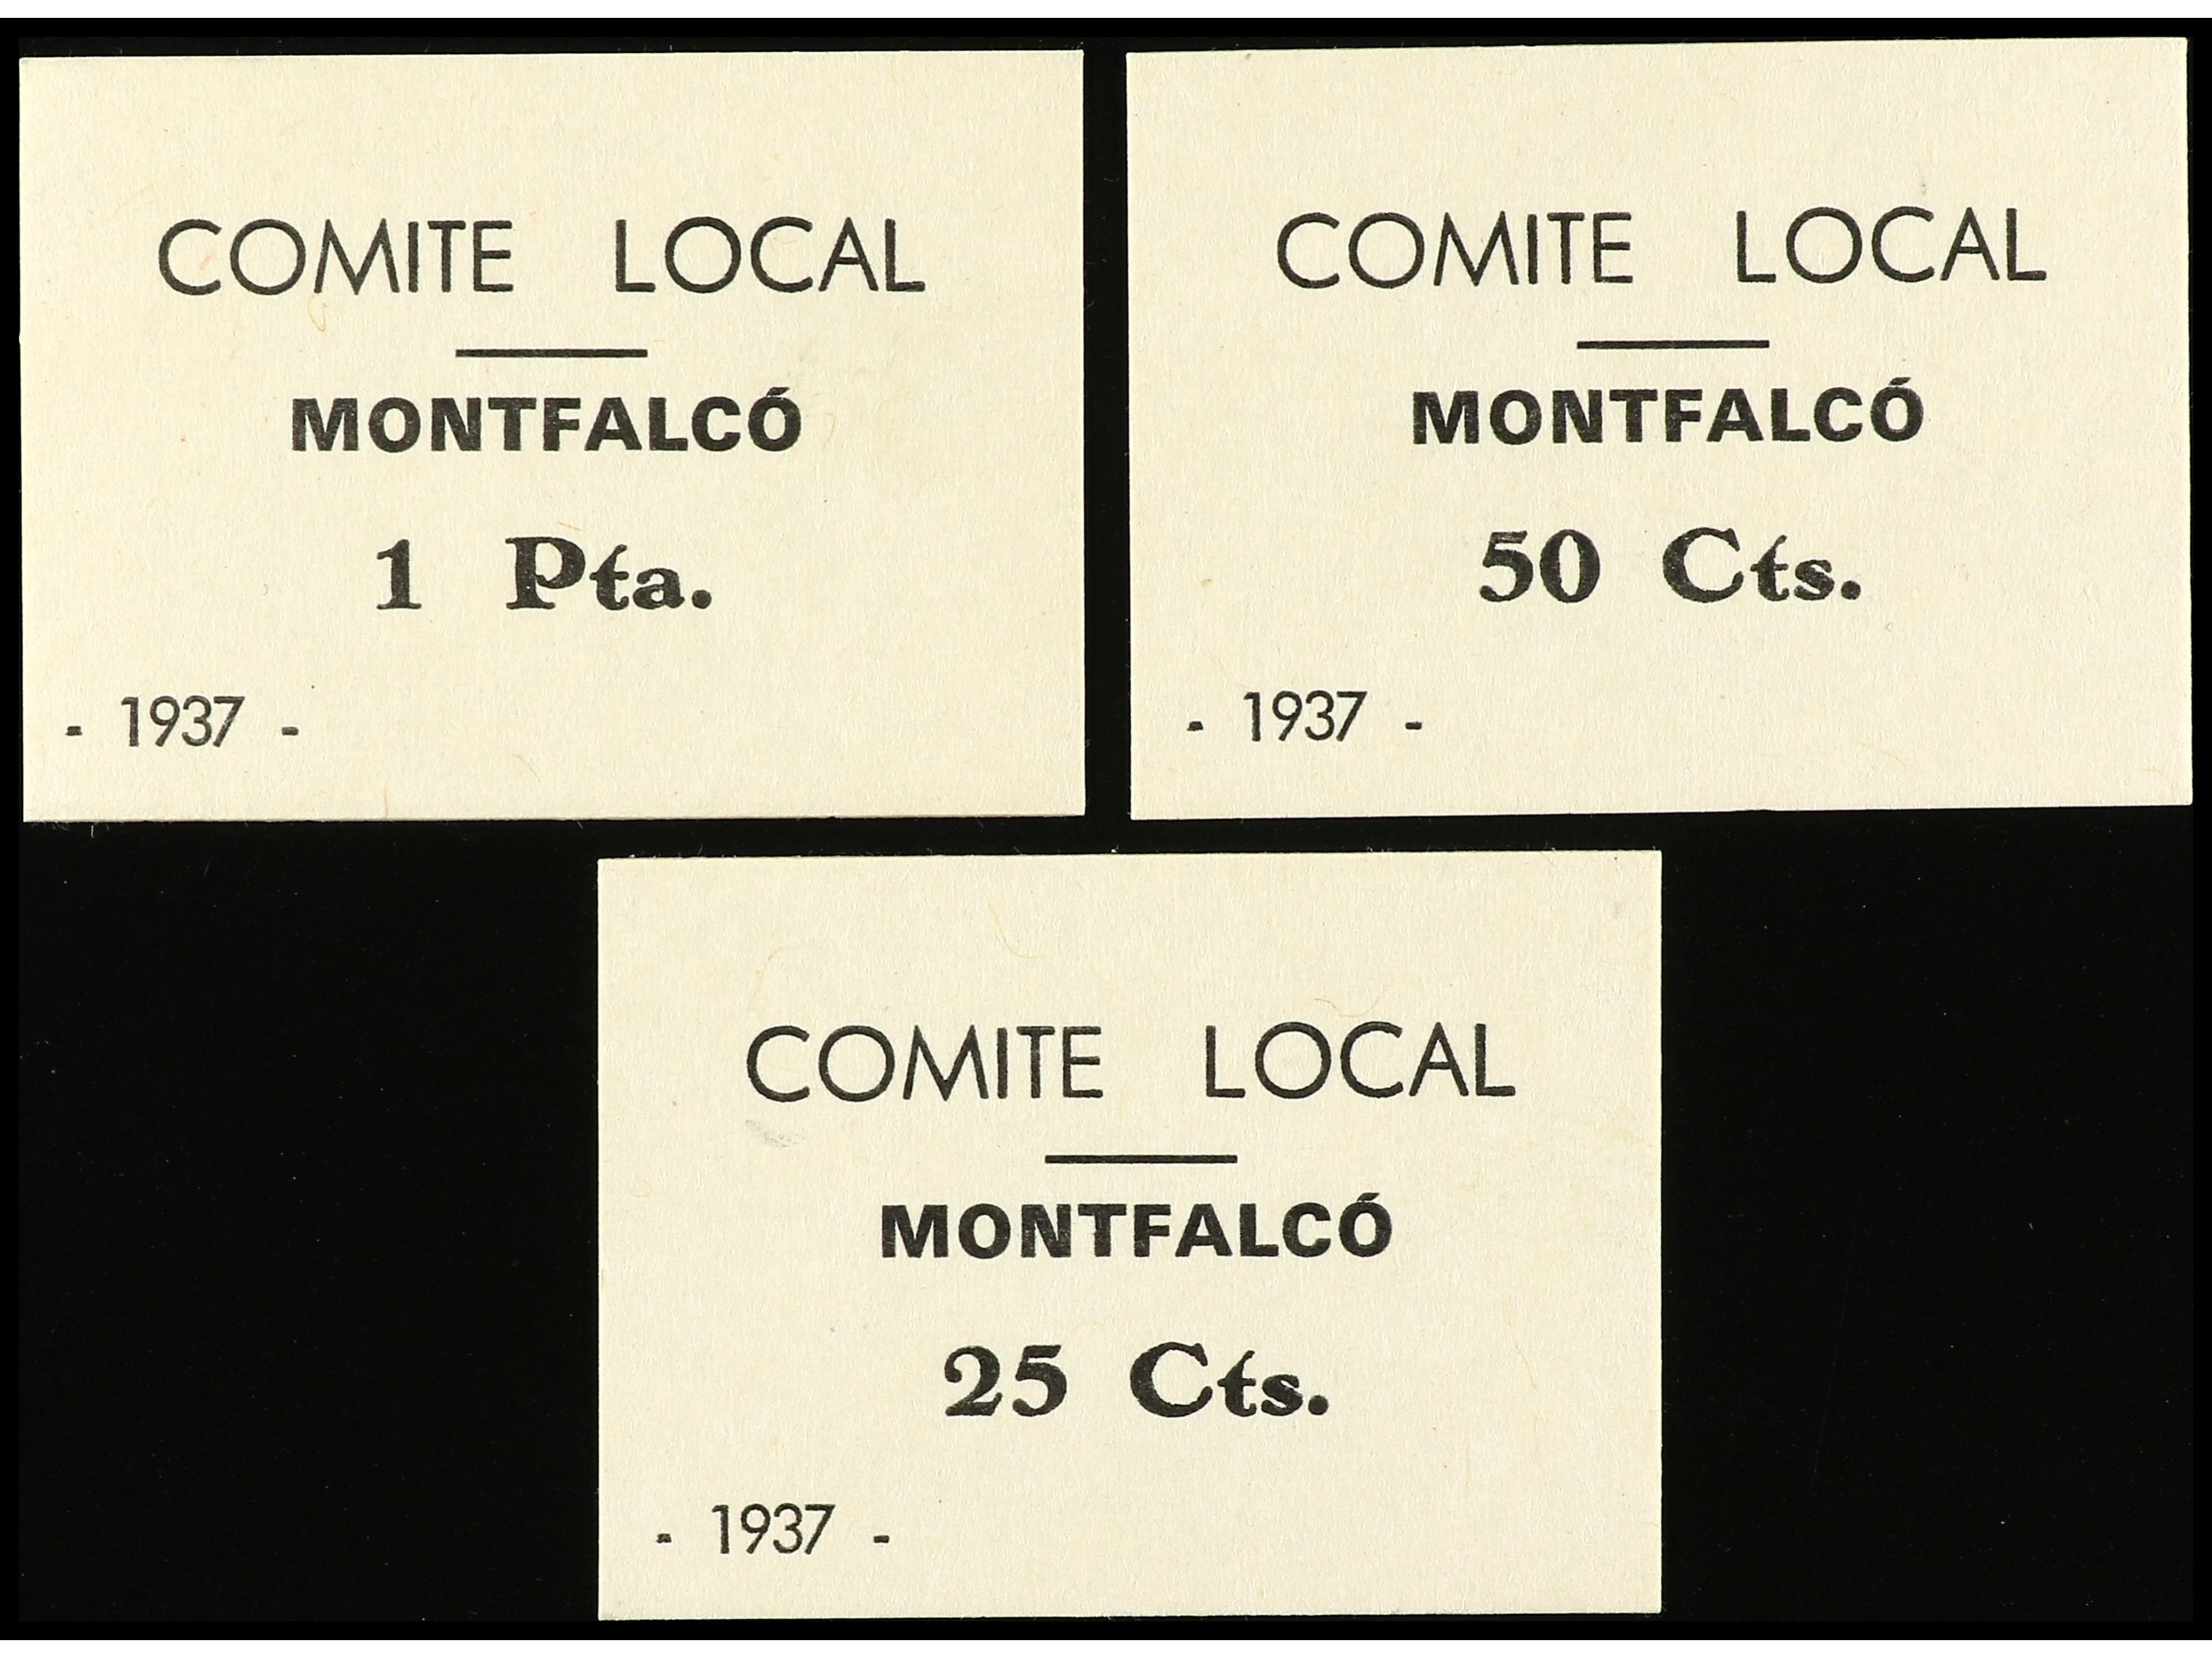 COMITE LOCAL
MONTFALCÓ
1 Pta.
- 1937 -
COMITE LOCAL
MONTFALCÓ
50 Cts.
- 1937 -
COMITE LOCAL
MONTFALCÓ
25 Cts.
- 1937 -